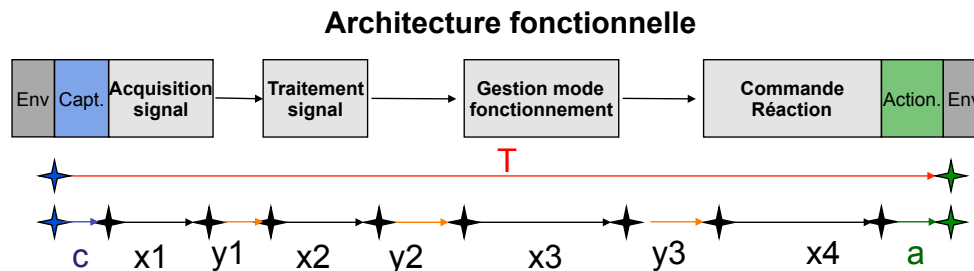 Architecture fonctionnelle
Env Capt. Acquisition signal Traitement signal Gestion mode fonctionnement Commande Réaction Action. Env
T
c x1 y1 x2 y2 x3 y3 x4 a